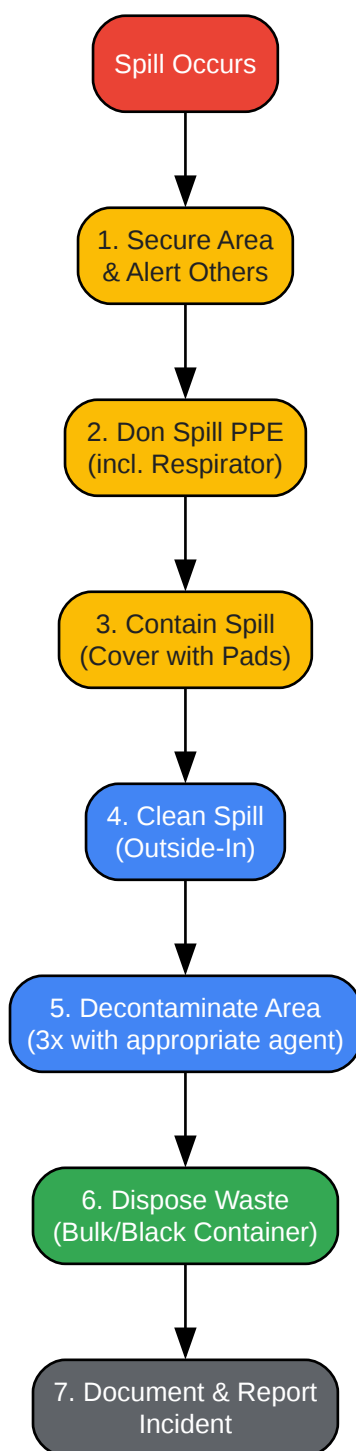 Spill Occurs
1. Secure Area
& Alert Others
2. Don Spill PPE
(incl. Respirator)
3. Contain Spill
(Cover with Pads)
4. Clean Spill
(Outside-In)
5. Decontaminate Area
(3x with appropriate agent)
6. Dispose Waste
(Bulk/Black Container)
7. Document & Report
Incident